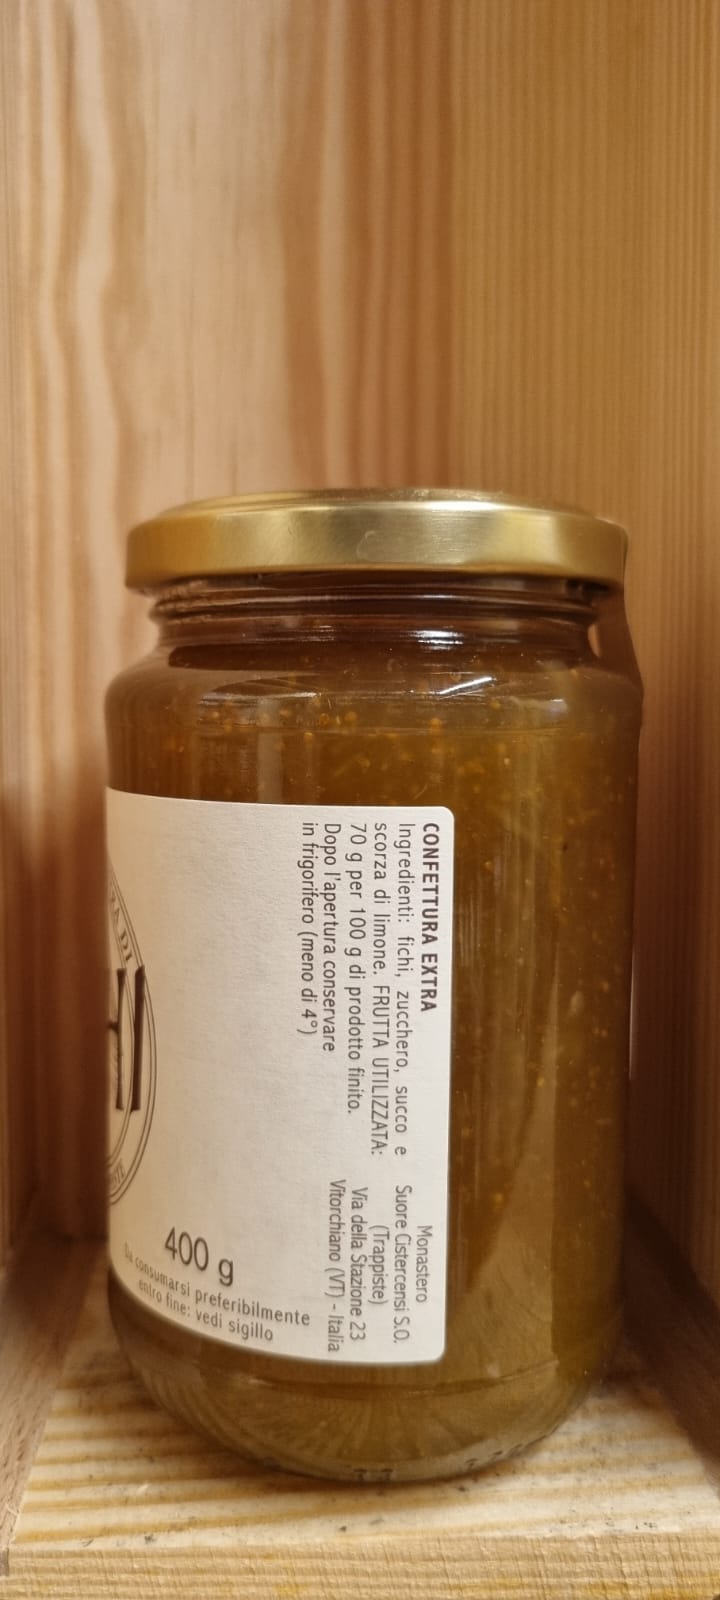 CONFETTURA EXTRA
Ingredienti: fichi, zucchero, succo e
scorza di limone. FRUTTA UTILIZZATA:
70 g per 100 g di prodotto finito.
Dopo l'apertura conservare
in frigorifero (meno di 4°)
Monastero
Suore Cistercensi S.O.
(Trappiste)
Via della Stazione 23
Vitorchiano (VT) - Italia
400 g
consumarsi preferibilmente
entro fine: vedi sigillo
DI
HI